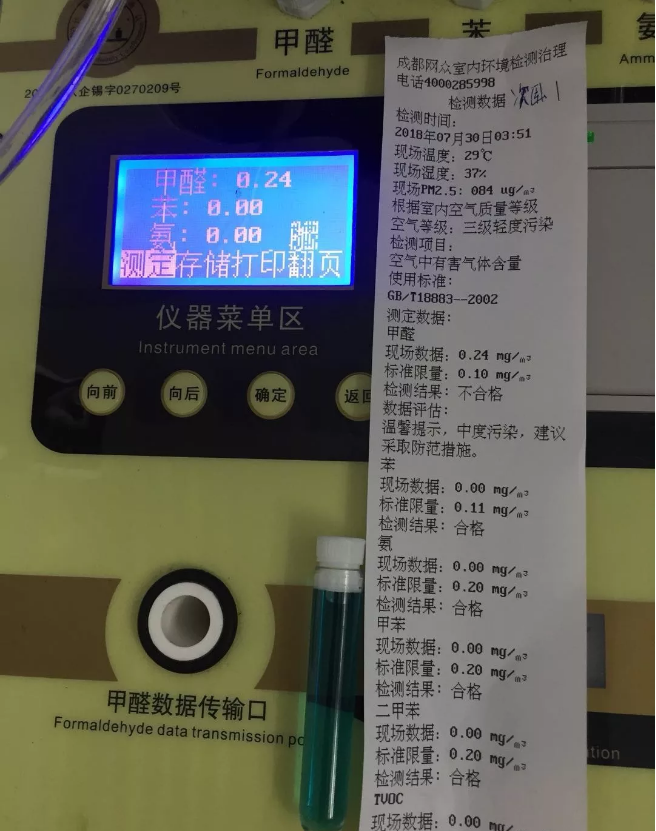 甲醛
Formaldehyde
苯
氨
Amm
企锡字0270209号
甲醛: 0.24
苯: 0.00
氨: 0.00
测定存储打印翻页
仪器菜单区
Instrument menu area
向前
向后
确定
返回
甲醛数据传输口
Formaldehyde data transmission po
tion
成都网众室内环境检测治理
电话4000285998
检测数据 次卧1
检测时间:
2018年07月30日03:51
现场温度: 29℃
现场湿度: 37%
现场PM2.5: 084 ug/m3
根据室内空气质量等级
空气等级: 三级轻度污染
检测项目:
空气中有害气体含量
使用标准:
GB/T18883--2002
测定数据:
甲醛
现场数据: 0.24 mg/m3
标准限量: 0.10 mg/m3
检测结果: 不合格
数据评估:
温馨提示, 中度污染, 建议
采取防范措施。
苯
现场数据: 0.00 mg/m3
标准限量: 0.11 mg/m3
检测结果: 合格
氨
现场数据: 0.00 mg/m3
标准限量: 0.20 mg/m3
检测结果: 合格
甲苯
现场数据: 0.00 mg/m3
标准限量: 0.20 mg/m3
检测结果: 合格
二甲苯
现场数据: 0.00 mg/m3
标准限量: 0.20 mg/m3
检测结果: 合格
TVOC
现场数据: 0.00 mg/